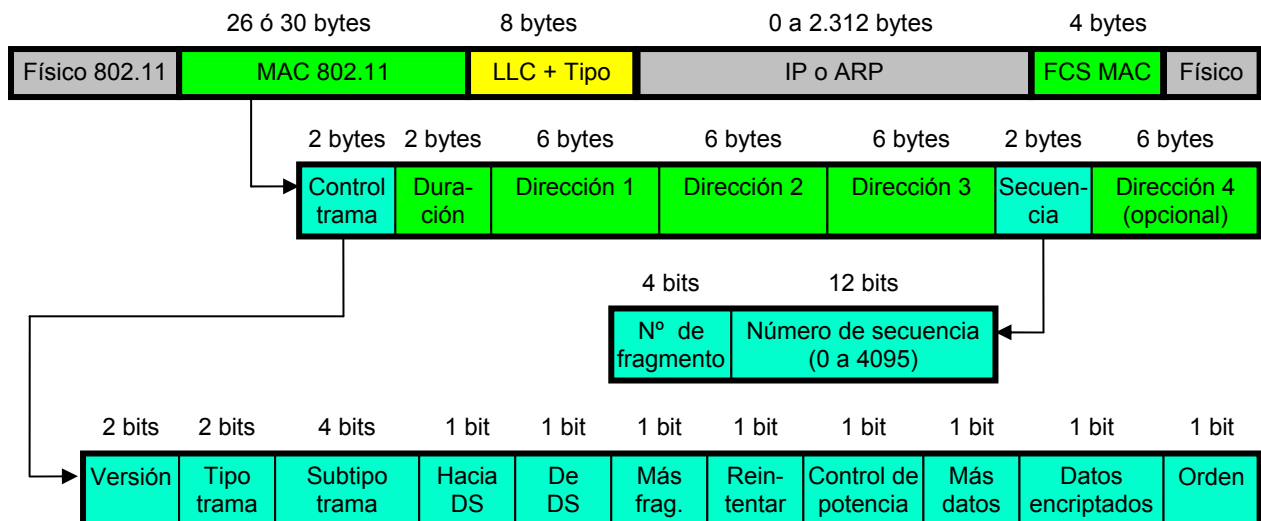 26 ó 30 bytes 8 bytes 0 a 2.312 bytes 4 bytes
Físico 802.11 MAC 802.11 LLC + Tipo IP o ARP FCS MAC Físico
2 bytes 2 bytes 6 bytes 6 bytes 6 bytes 2 bytes 6 bytes
Control trama
Dura-
ción
Dirección 1
Dirección 2
Dirección 3
Secuen-
cia
Dirección 4
(opcional)
4 bits 12 bits
Nº de
fragmento
Número de secuencia
(0 a 4095)
2 bits 2 bits 4 bits 1 bit 1 bit 1 bit 1 bit 1 bit 1 bit 1 bit 1 bit
Versión
Tipo
trama
Subtipo
trama
Hacia
DS
De
DS
Más
frag.
Rein-
tentar
Control de
potencia
Más
datos
Datos
encriptados
Orden